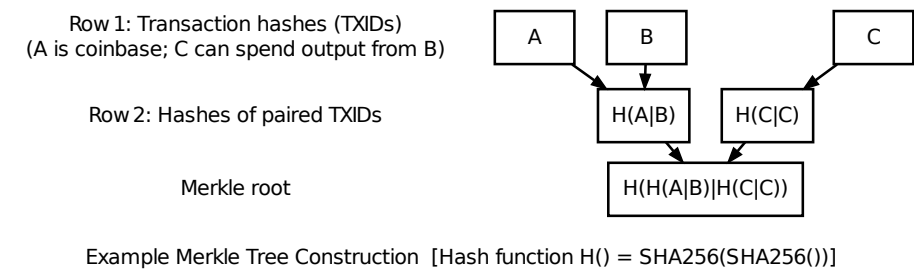 Row 1: Transaction hashes (TXIDs)
(A is coinbase; C can spend output from B)
A
B
C
Row 2: Hashes of paired TXIDs
H(A|B)
H(C|C)
Merkle root
H(H(A|B)|H(C|C))
Example Merkle Tree Construction [Hash function H() = SHA256(SHA256())]